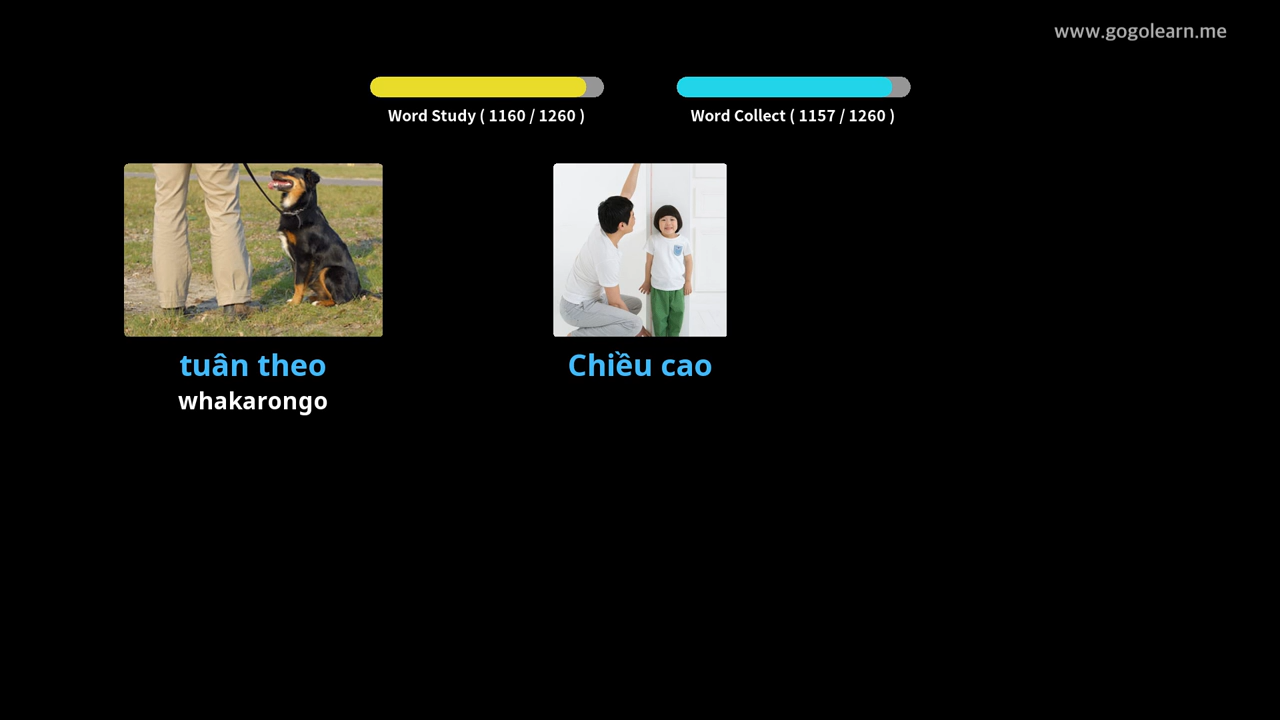 www.gogolearn.me
Word Study ( 1160 / 1260 )
Word Collect ( 1157 / 1260 )
tuân theo
whakarongo
Chiều cao